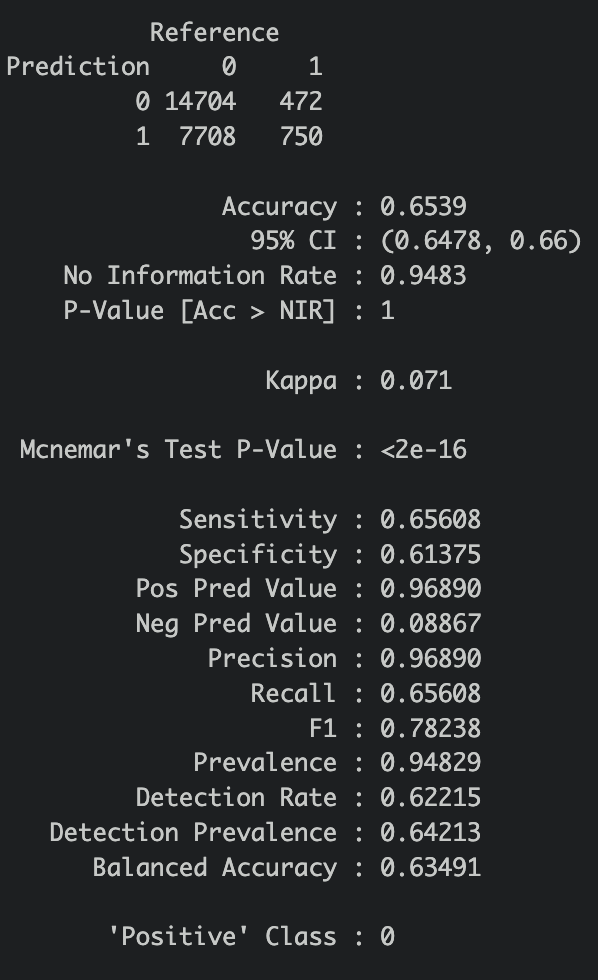 Reference
Prediction 0 1
0 14704 472
1 7708 750
Accuracy : 0.6539
95% CI : (0.6478, 0.66)
No Information Rate : 0.9483
P-Value [Acc > NIR] : 1
Kappa : 0.071
Mcnemar's Test P-Value : <2e-16
Sensitivity : 0.65608
Specificity : 0.61375
Pos Pred Value : 0.96890
Neg Pred Value : 0.08867
Precision : 0.96890
Recall : 0.65608
F1 : 0.78238
Prevalence : 0.94829
Detection Rate : 0.62215
Detection Prevalence : 0.64213
Balanced Accuracy : 0.63491
'Positive' Class : 0